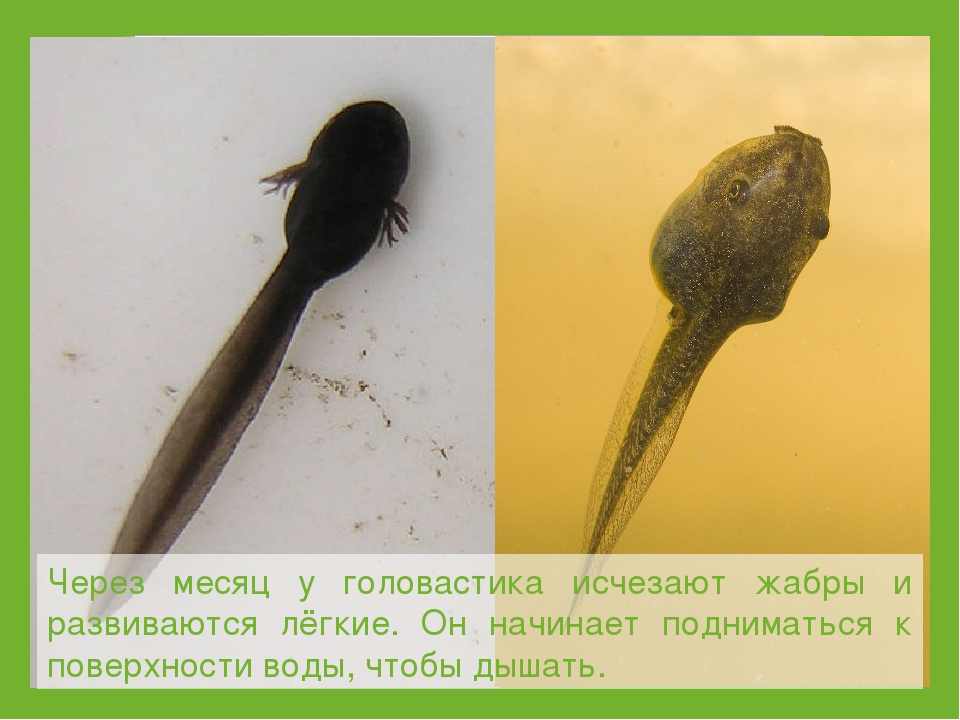 Через месяц у головастика исчезают жабры и
развиваются лёгкие. Он начинает подниматься к
поверхности воды, чтобы дышать.